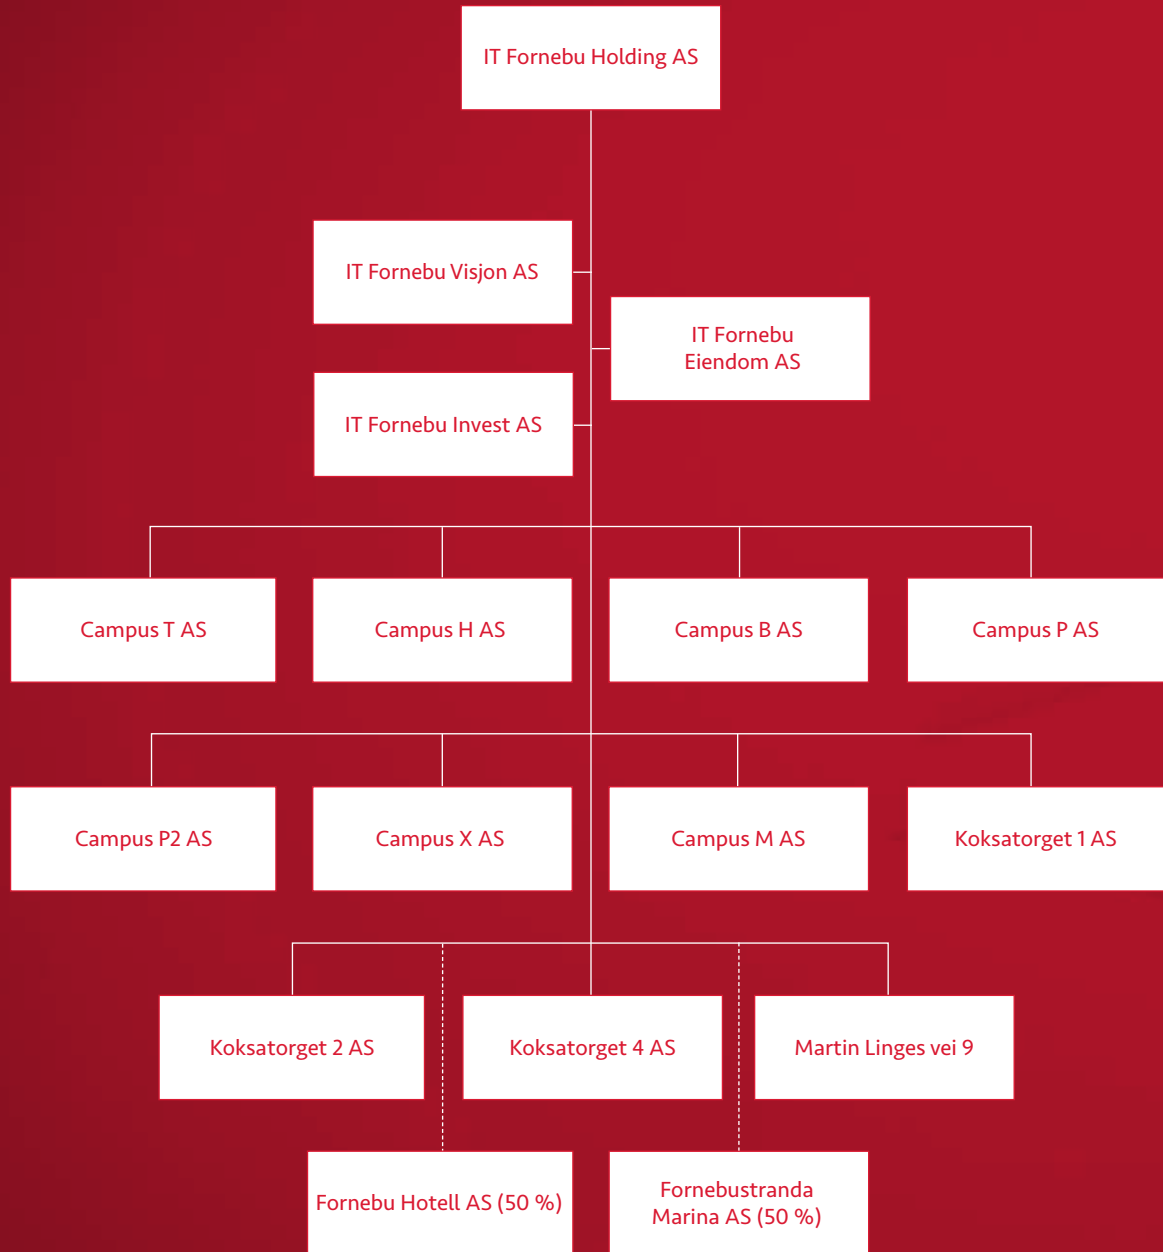 IT Fornebu Holding AS
IT Fornebu Visjon AS
IT Fornebu
Eiendom AS
IT Fornebu Invest AS
Campus T AS
Campus H AS
Campus B AS
Campus P AS
Campus P2 AS
Campus X AS
Campus M AS
Koksatorget 1 AS
Koksatorget 2 AS
Koksatorget 4 AS
Martin Linges vei 9
Fornebu Hotell AS (50 %)
Fornebustranda
Marina AS (50 %)